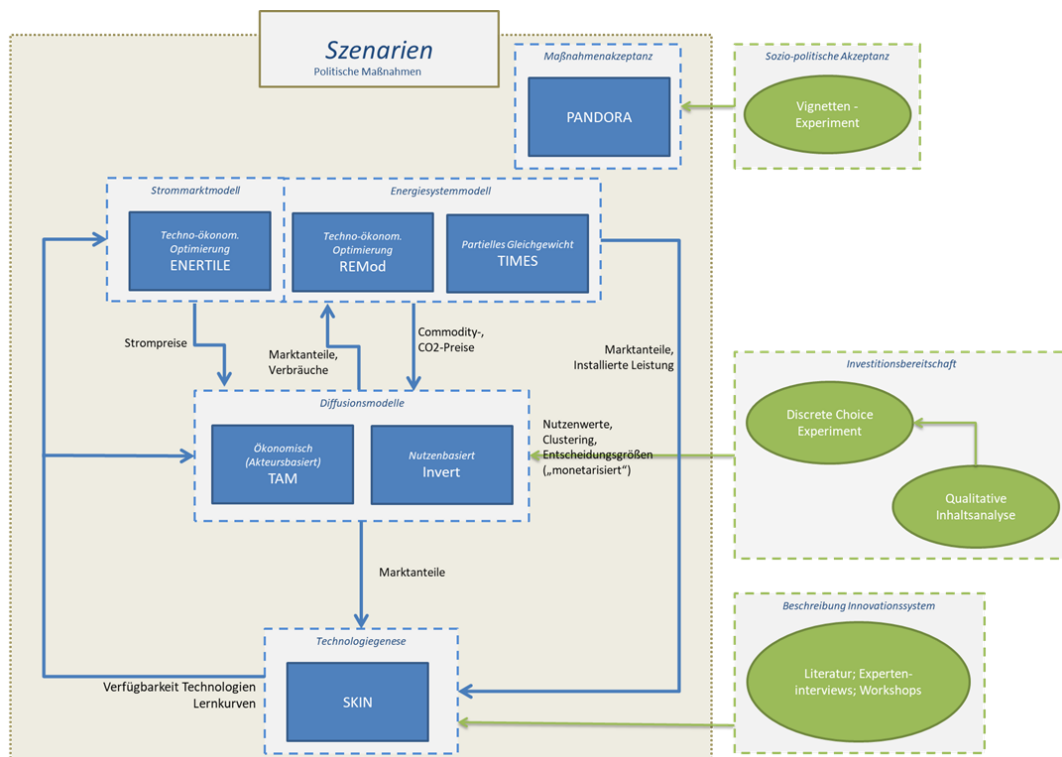 Szenarien
Politische Maßnahmen
Maßnahmenakzeptanz
PANDORA
Sozio-politische Akzeptanz
Vignetten -
Experiment
Strommarktmodell
Techno-ökonom.
Optimierung
ENERTILE
Energiesystemmodell
Techno-ökonom.
Optimierung
REMod
Partielles Gleichgewicht
TIMES
Strompreise
Marktanteile,
Verbräuche
Commodity-,
CO2-Preise
Marktanteile,
Installierte Leistung
Diffusionsmodelle
Ökonomisch
(Akteursbasiert)
TAM
Nutzenbasiert
Invert
Nutzenwerte,
Clustering,
Entscheidungsgrößen
(„monetarisiert“)
Investitionsbereitschaft
Discrete Choice
Experiment
Qualitative
Inhaltsanalyse
Marktanteile
Technologiegenese
SKIN
Verfügbarkeit Technologien
Lernkurven
Beschreibung Innovationssystem
Literatur; Experten-
interviews; Workshops